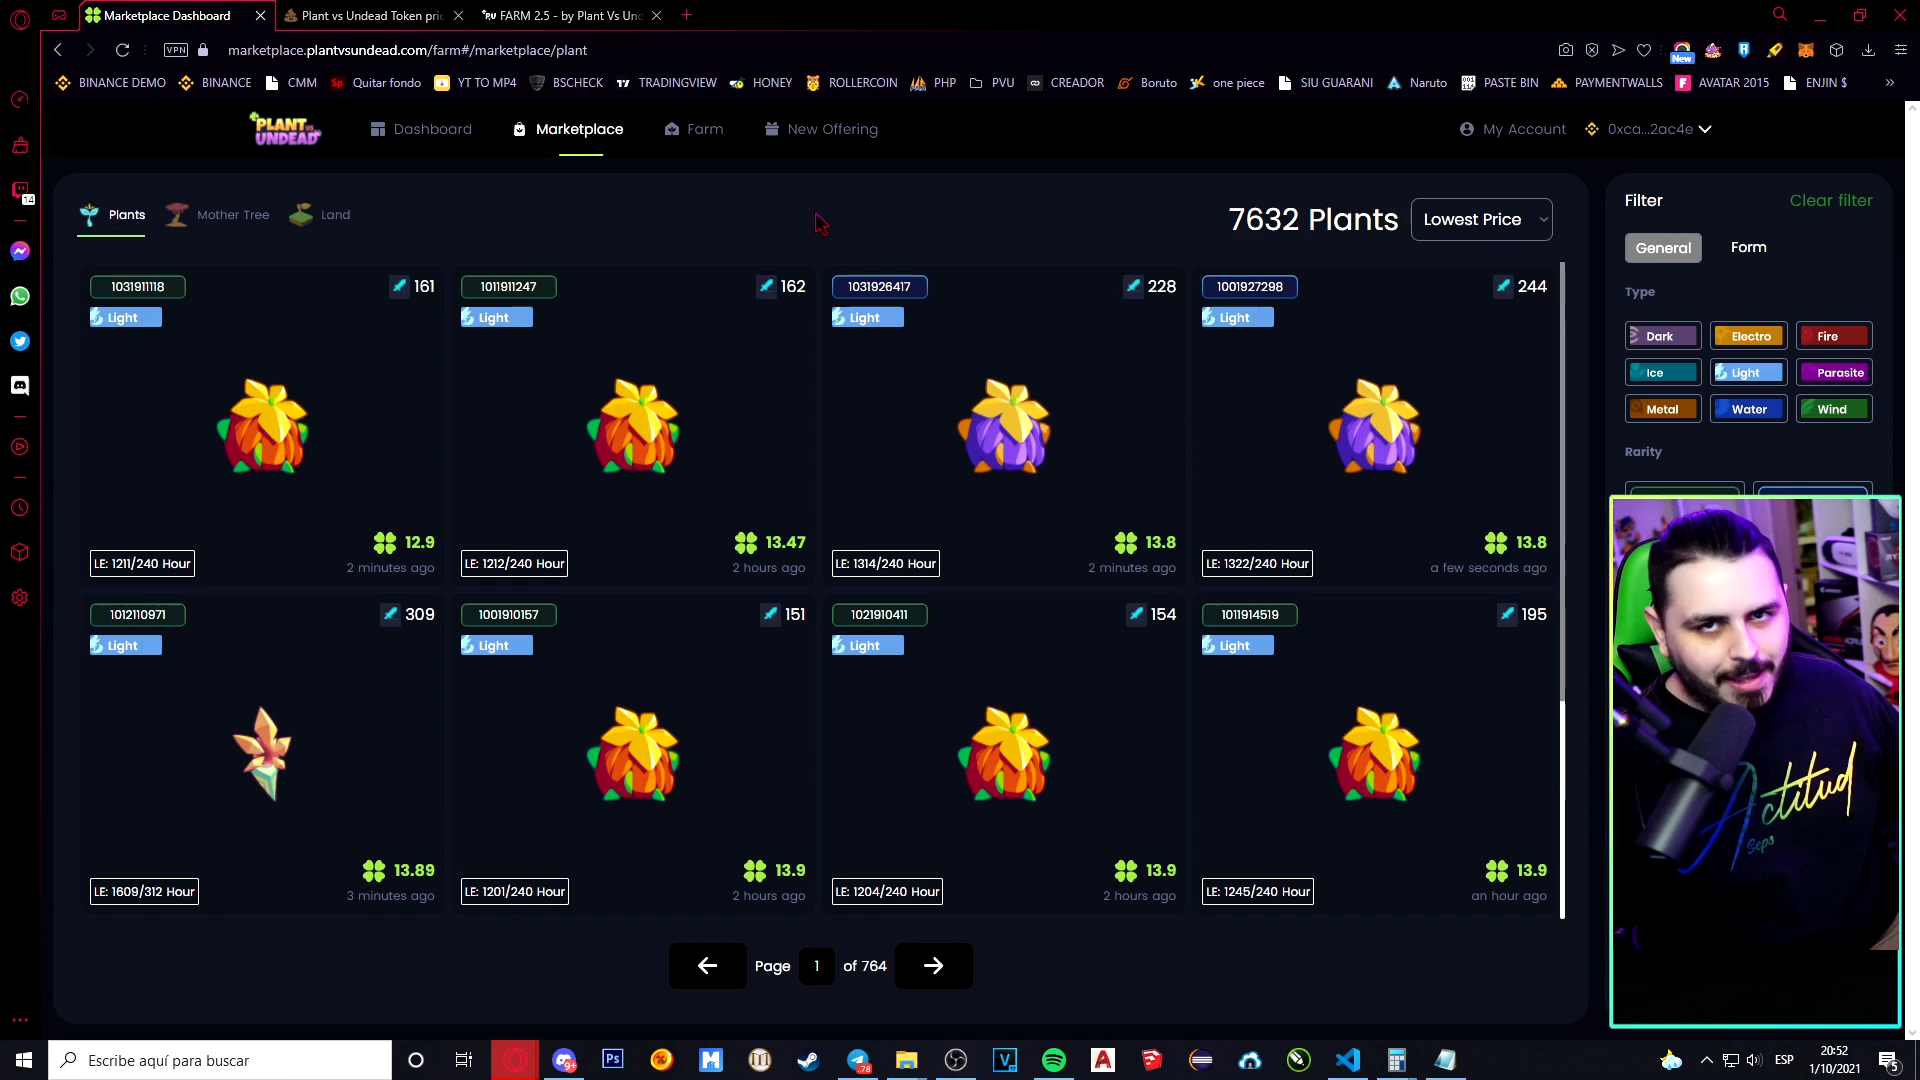 Marketplace Dashboard
Plant vs Undead Token pric
FARM 2.5 - by Plant Vs Und
VPN
marketplace.plantvsundead.com/farm#/marketplace/plant
New
BINANCE DEMO
BINANCE
CMM
Quitar fondo
YT TO MP4
BSCHECK
TRADINGVIEW
HONEY
ROLLERCOIN
PHP
PVU
CREADOR
Boruto
one piece
SIU GUARANI
Naruto
PASTE BIN
PAYMENTWALLS
AVATAR 2015
ENJIN $
PLANT VS UNDEAD
Dashboard
Marketplace
Farm
New Offering
My Account
0xca...2ac4e
14
Plants
Mother Tree
Land
7632 Plants
Lowest Price
Filter
Clear filter
General
Form
Type
Dark
Electro
Fire
Ice
Light
Parasite
Metal
Water
Wind
Rarity
1031911118
161
Light
LE: 1211/240 Hour
12.9
2 minutes ago
1011911247
162
Light
LE: 1212/240 Hour
13.47
2 hours ago
1031926417
228
Light
LE: 1314/240 Hour
13.8
2 minutes ago
1001927298
244
Light
LE: 1322/240 Hour
13.8
a few seconds ago
1012110971
309
Light
LE: 1609/312 Hour
13.89
3 minutes ago
1001910157
151
Light
LE: 1201/240 Hour
13.9
2 hours ago
1021910411
154
Light
LE: 1204/240 Hour
13.9
2 hours ago
1011914519
195
Light
LE: 1245/240 Hour
13.9
an hour ago
Page 1 of 764
Actitud
Sepa
Escribe aquí para buscar
Ps
9+
78
ESP
20:52
1/10/2021
5